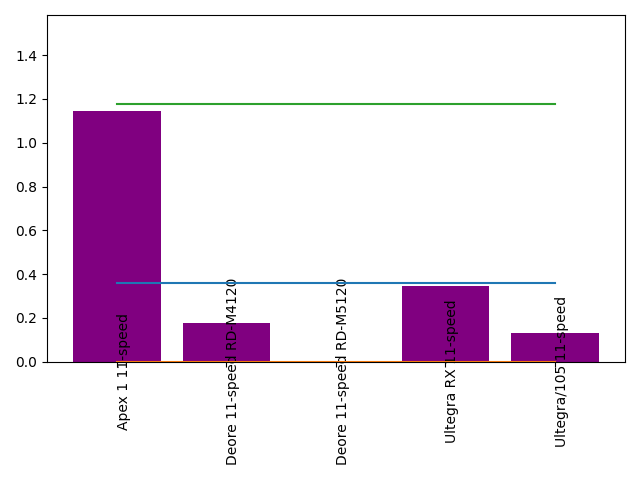 1.4
1.2
1.0
0.8
0.6
0.4
0.2
0.0
Apex 1 11-speed
Deore 11-speed RD-M4120
Deore 11-speed RD-M5120
Ultegra RX 11-speed
Ultegra/105 11-speed